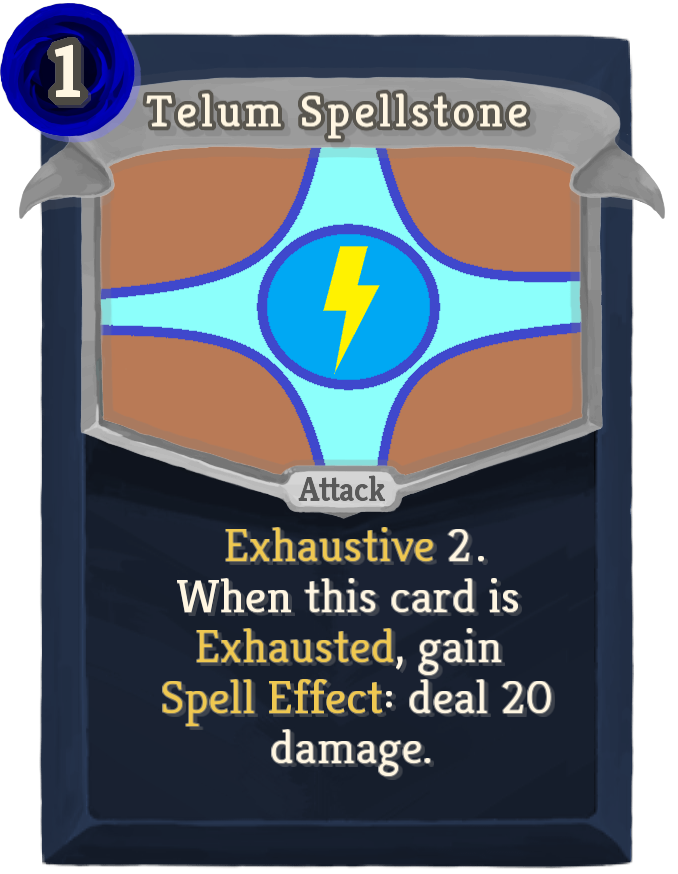 1
Telum Spellstone
Attack
Exhaustive 2.
When this card is
Exhausted, gain
Spell Effect: deal 20
damage.